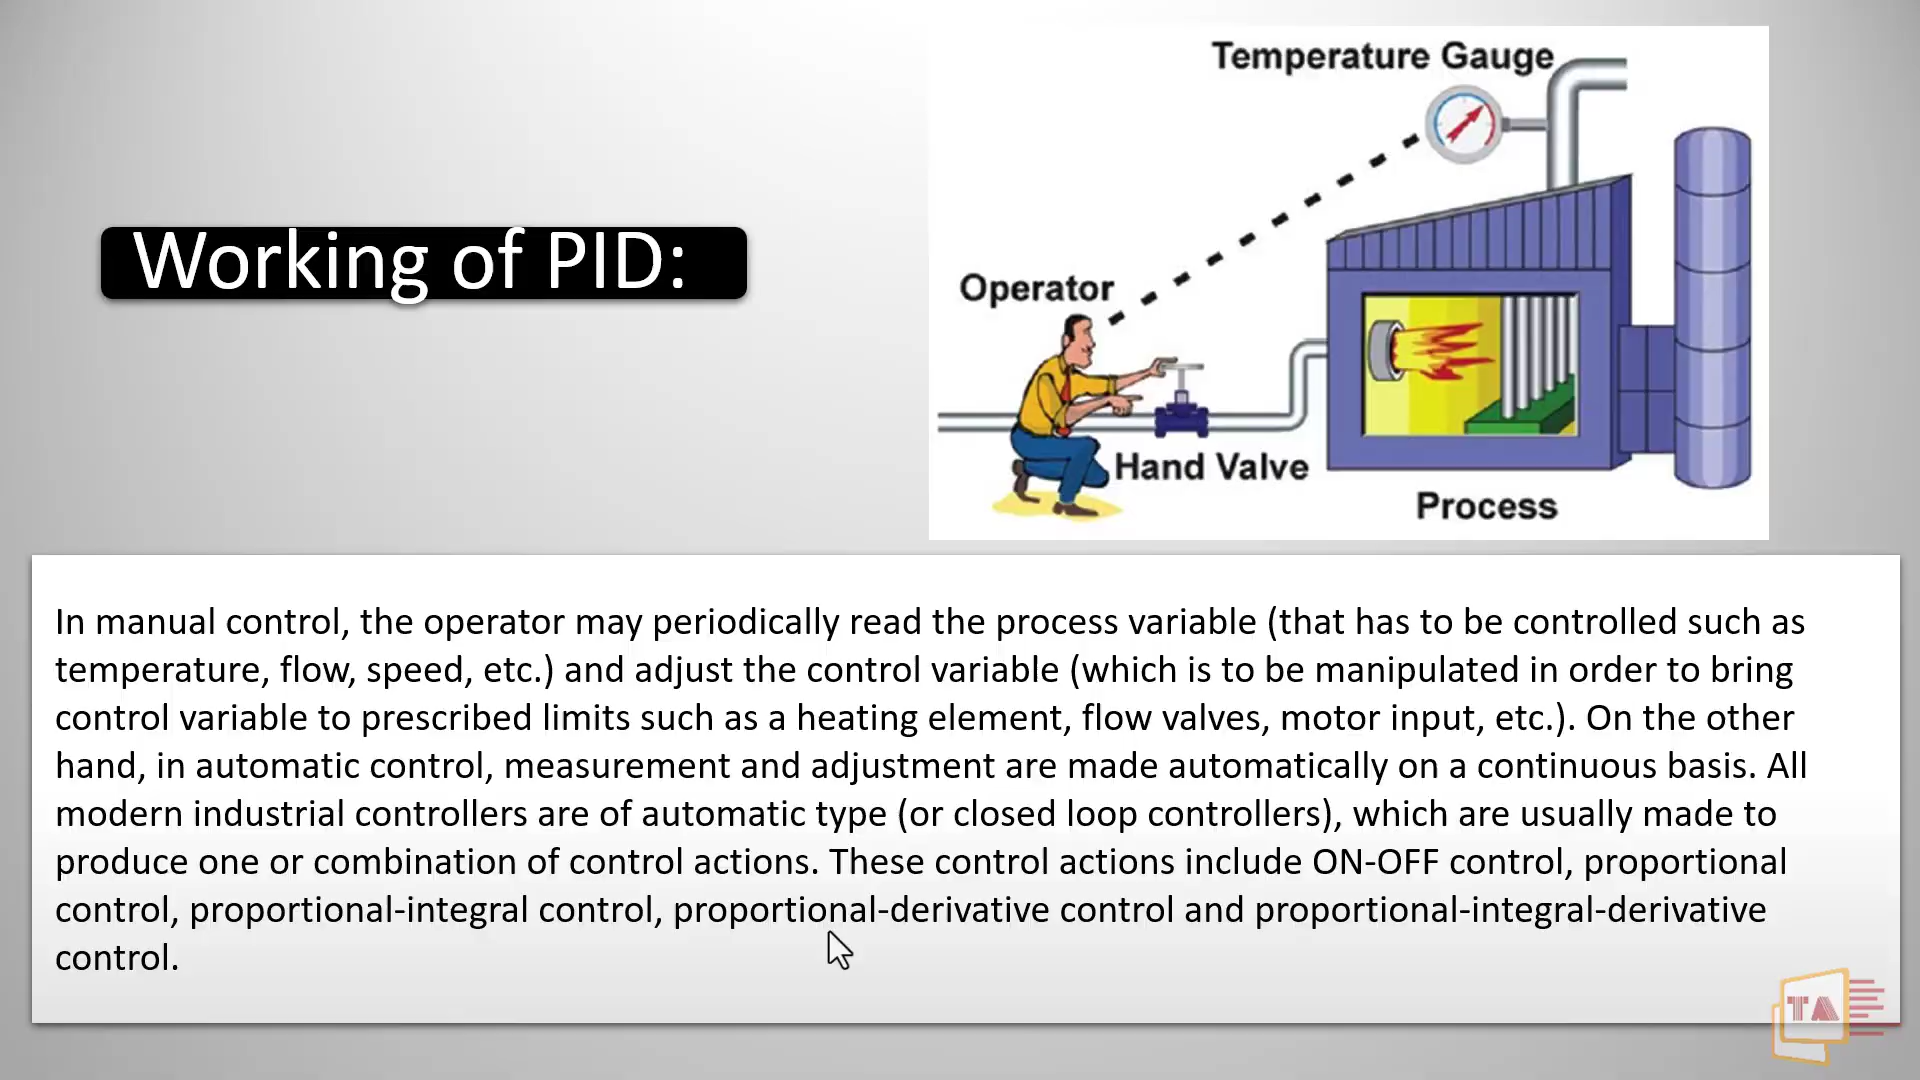 Temperature Gauge
Working of PID:
Operator
Hand Valve
Process
In manual control, the operator may periodically read the process variable (that has to be controlled such as
temperature, flow, speed, etc.) and adjust the control variable (which is to be manipulated in order to bring
control variable to prescribed limits such as a heating element, flow valves, motor input, etc.). On the other
hand, in automatic control, measurement and adjustment are made automatically on a continuous basis. All
modern industrial controllers are of automatic type (or closed loop controllers), which are usually made to
produce one or combination of control actions. These control actions include ON-OFF control, proportional
control, proportional-integral control, proportional-derivative control and proportional-integral-derivative
control.
TA